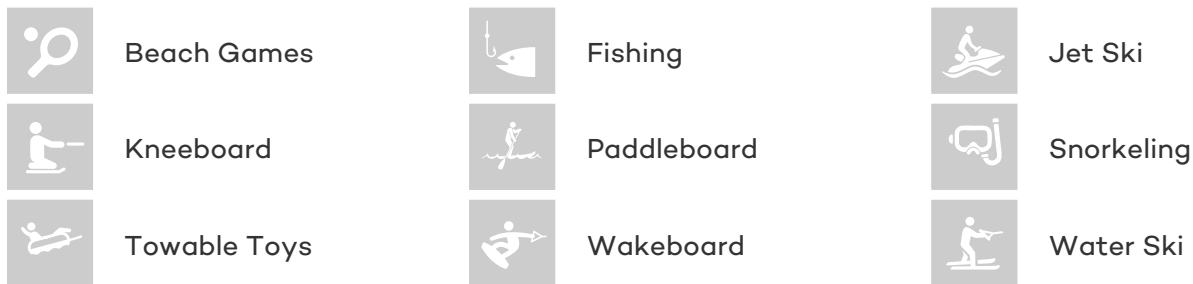 Beach Games
Fishing
Jet Ski
Kneeboard
Paddleboard
Snorkeling
Towable Toys
Wakeboard
Water Ski